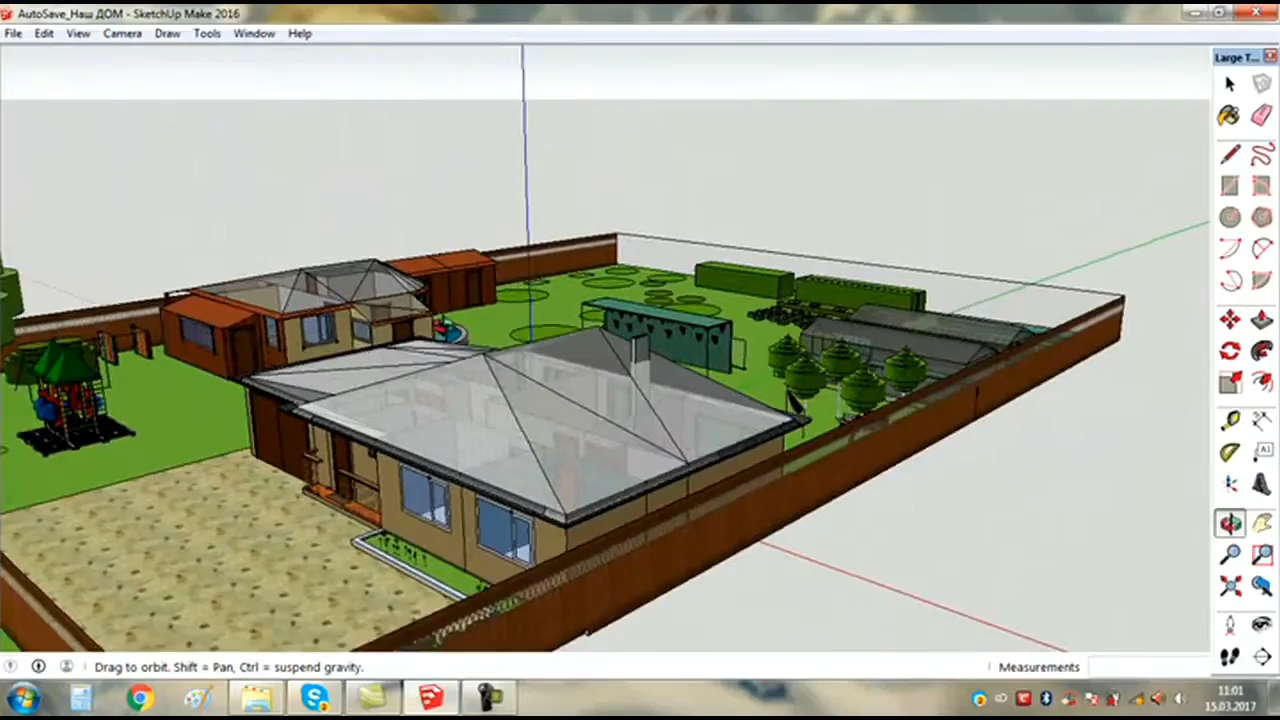 AutoSave_Наш ДОМ - SketchUp Make 2016
File Edit View Camera Draw Tools Window Help
Large T...
A1
Drag to orbit. Shift = Pan, Ctrl = suspend gravity.
Measurements
11:01
15.03.2017